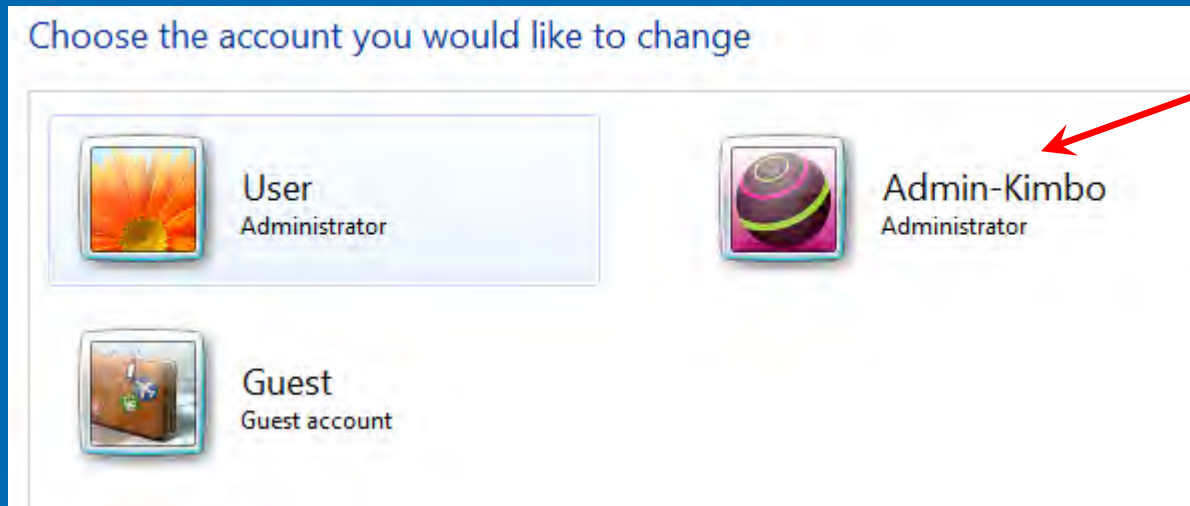 Choose the account you would like to change
User
Administrator
Admin-Kimbo
Administrator
Guest
Guest account